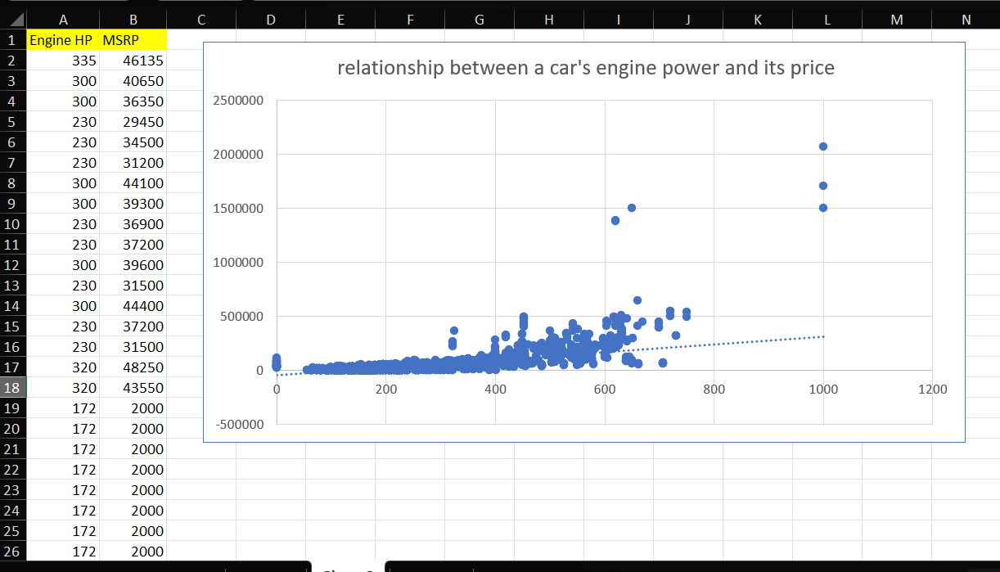 A B C D E F G H I J K L M N
1 Engine HP MSRP
2 335 46135
3 300 40650
4 300 36350
5 230 29450
6 230 34500
7 230 31200
8 300 44100
9 300 39300
10 230 36900
11 230 37200
12 300 39600
13 230 31500
14 300 44400
15 230 37200
16 230 31500
17 320 48250
18 320 43550
19 172 2000
20 172 2000
21 172 2000
22 172 2000
23 172 2000
24 172 2000
25 172 2000
26 172 2000
relationship between a car's engine power and its price
2500000
2000000
1500000
1000000
500000
0
-500000
0 200 400 600 800 1000 1200